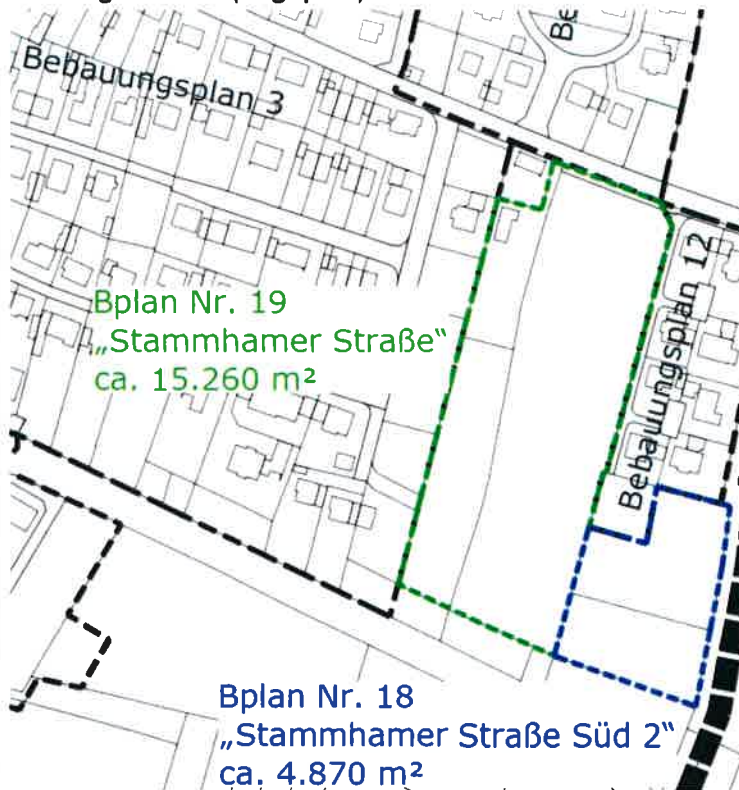 Bebauungsplan 3
Be
Bplan Nr. 19
„Stammhamer Straße“
ca. 15.260 m²
Bebauungsplan 12
Bplan Nr. 18
„Stammhamer Straße Süd 2“
ca. 4.870 m²